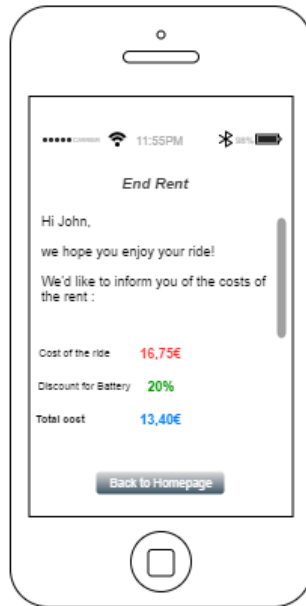 11:55PM 98%
End Rent
Hi John,
we hope you enjoy your ride!
We'd like to inform you of the costs of
the rent :
Cost of the ride 16,75€
Discount for Battery 20%
Total cost 13,40€
Back to Homepage